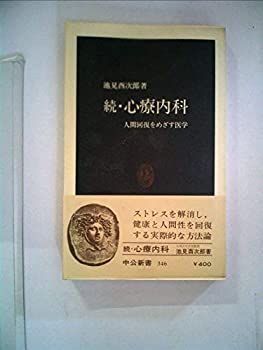 池見酉次郎著
続・心療内科
人間回復をめざす医学
ストレスを解消し,
健康と人間性を回復
する実際的な方法論
続・心療内科
池見酉次郎著
中公新書 346
¥400